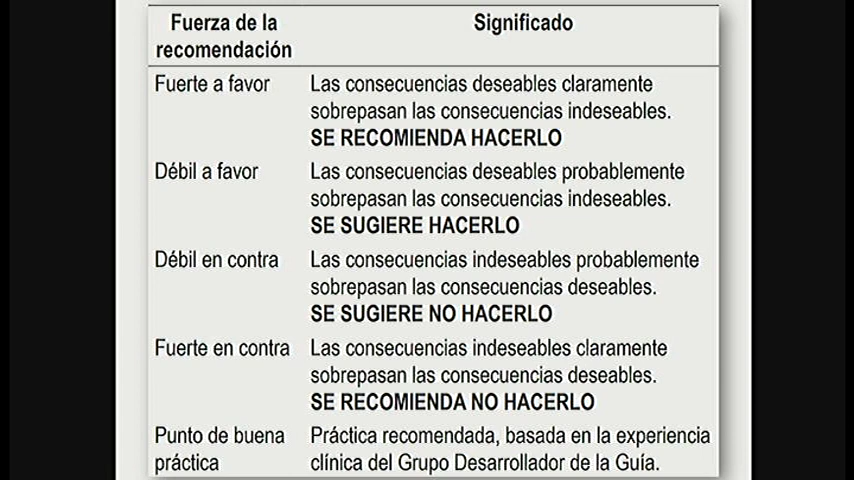 Fuerza de la recomendación
Significado
Fuerte a favor
Las consecuencias deseables claramente
sobrepasan las consecuencias indeseables.
SE RECOMIENDA HACERLO
Débil a favor
Las consecuencias deseables probablemente
sobrepasan las consecuencias indeseables.
SE SUGIERE HACERLO
Débil en contra
Las consecuencias indeseables probablemente
sobrepasan las consecuencias deseables.
SE SUGIERE NO HACERLO
Fuerte en contra
Las consecuencias indeseables claramente
sobrepasan las consecuencias deseables.
SE RECOMIENDA NO HACERLO
Punto de buena
práctica
Práctica recomendada, basada en la experiencia
clínica del Grupo Desarrollador de la Guía.